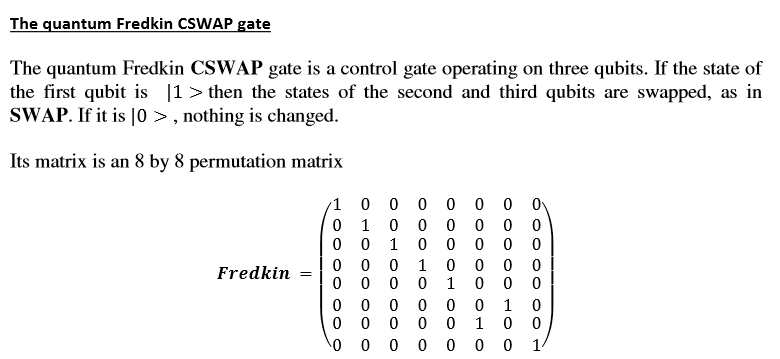 The quantum Fredkin CSWAP gate
The quantum Fredkin CSWAP gate is a control gate operating on three qubits. If the state of
the first qubit is |1 > then the states of the second and third qubits are swapped, as in
SWAP. If it is |0 > , nothing is changed.
Its matrix is an 8 by 8 permutation matrix
1 0 0 0 0 0 0 0
0 1 0 0 0 0 0 0
0 0 1 0 0 0 0 0
Fredkin = 0 0 0 1 0 0 0 0
0 0 0 0 1 0 0 0
0 0 0 0 0 0 1 0
0 0 0 0 0 1 0 0
0 0 0 0 0 0 0 1